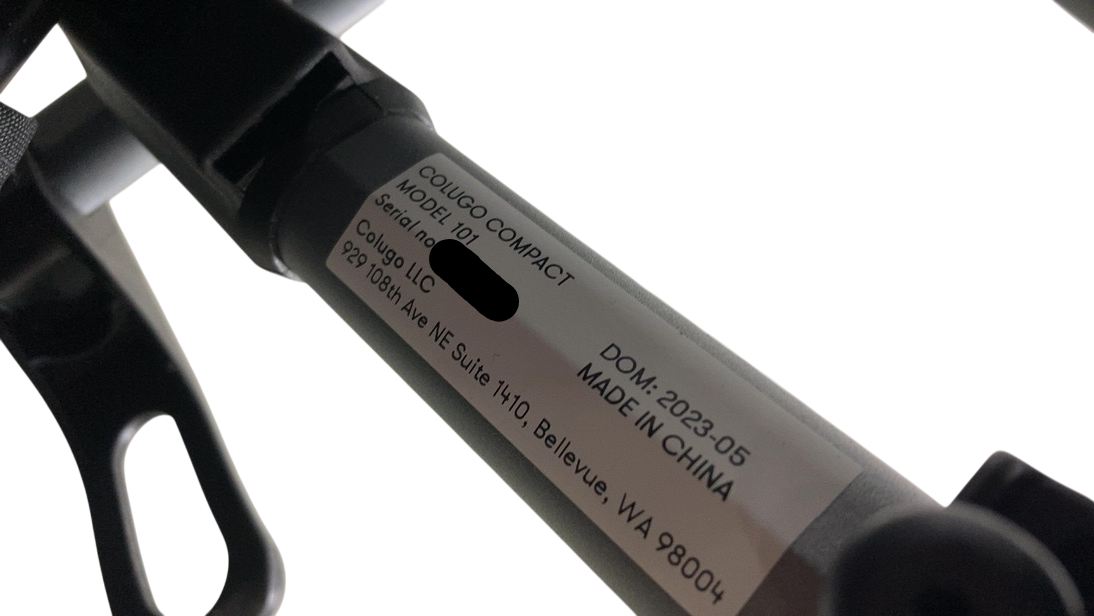 COLUGO COMPACT
MODEL 101
Serial no
Colugo LLC
929 108th Ave NE Suite 1410, Bellevue, WA 98004
DOM: 2023-05
MADE IN CHINA